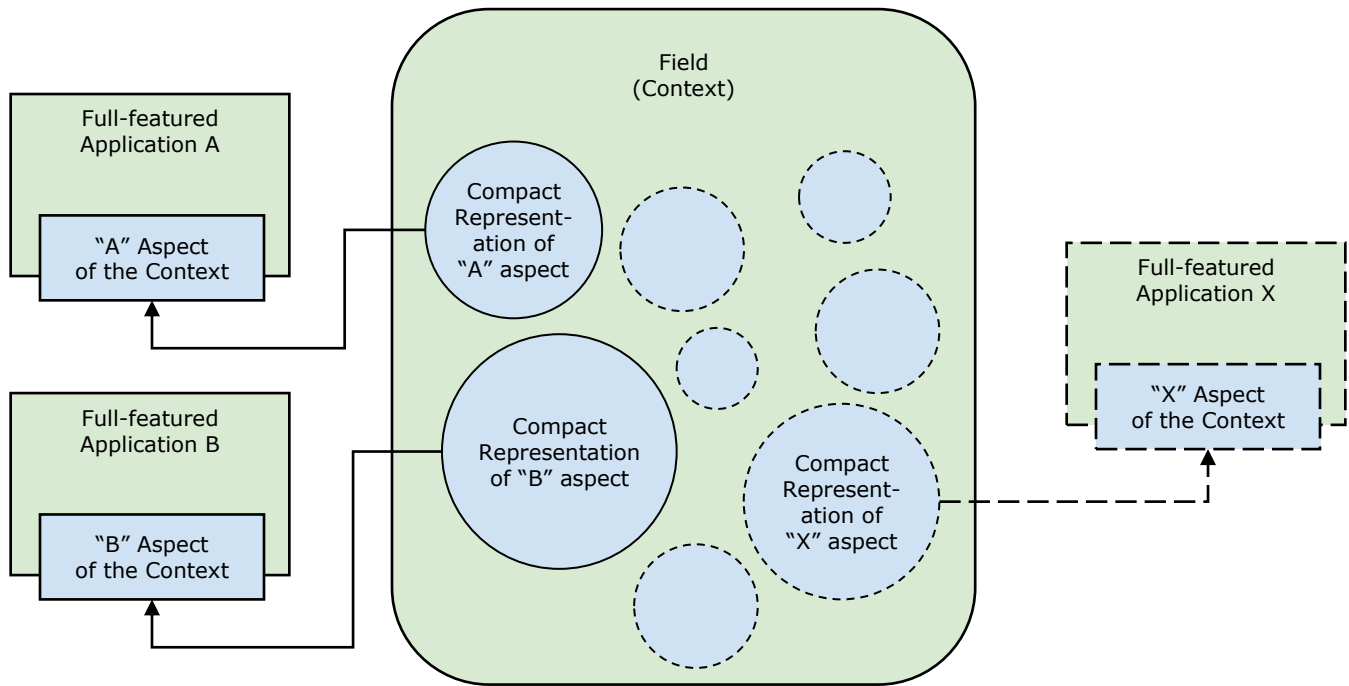 Field
(Context)
Full-featured
Application A
“A” Aspect
of the Context
Compact
Represent-
ation of
“A” aspect
Full-featured
Application B
“B” Aspect
of the Context
Compact
Representation
of “B” aspect
Compact
Represent-
ation of
“X” aspect
Full-featured
Application X
“X” Aspect
of the Context